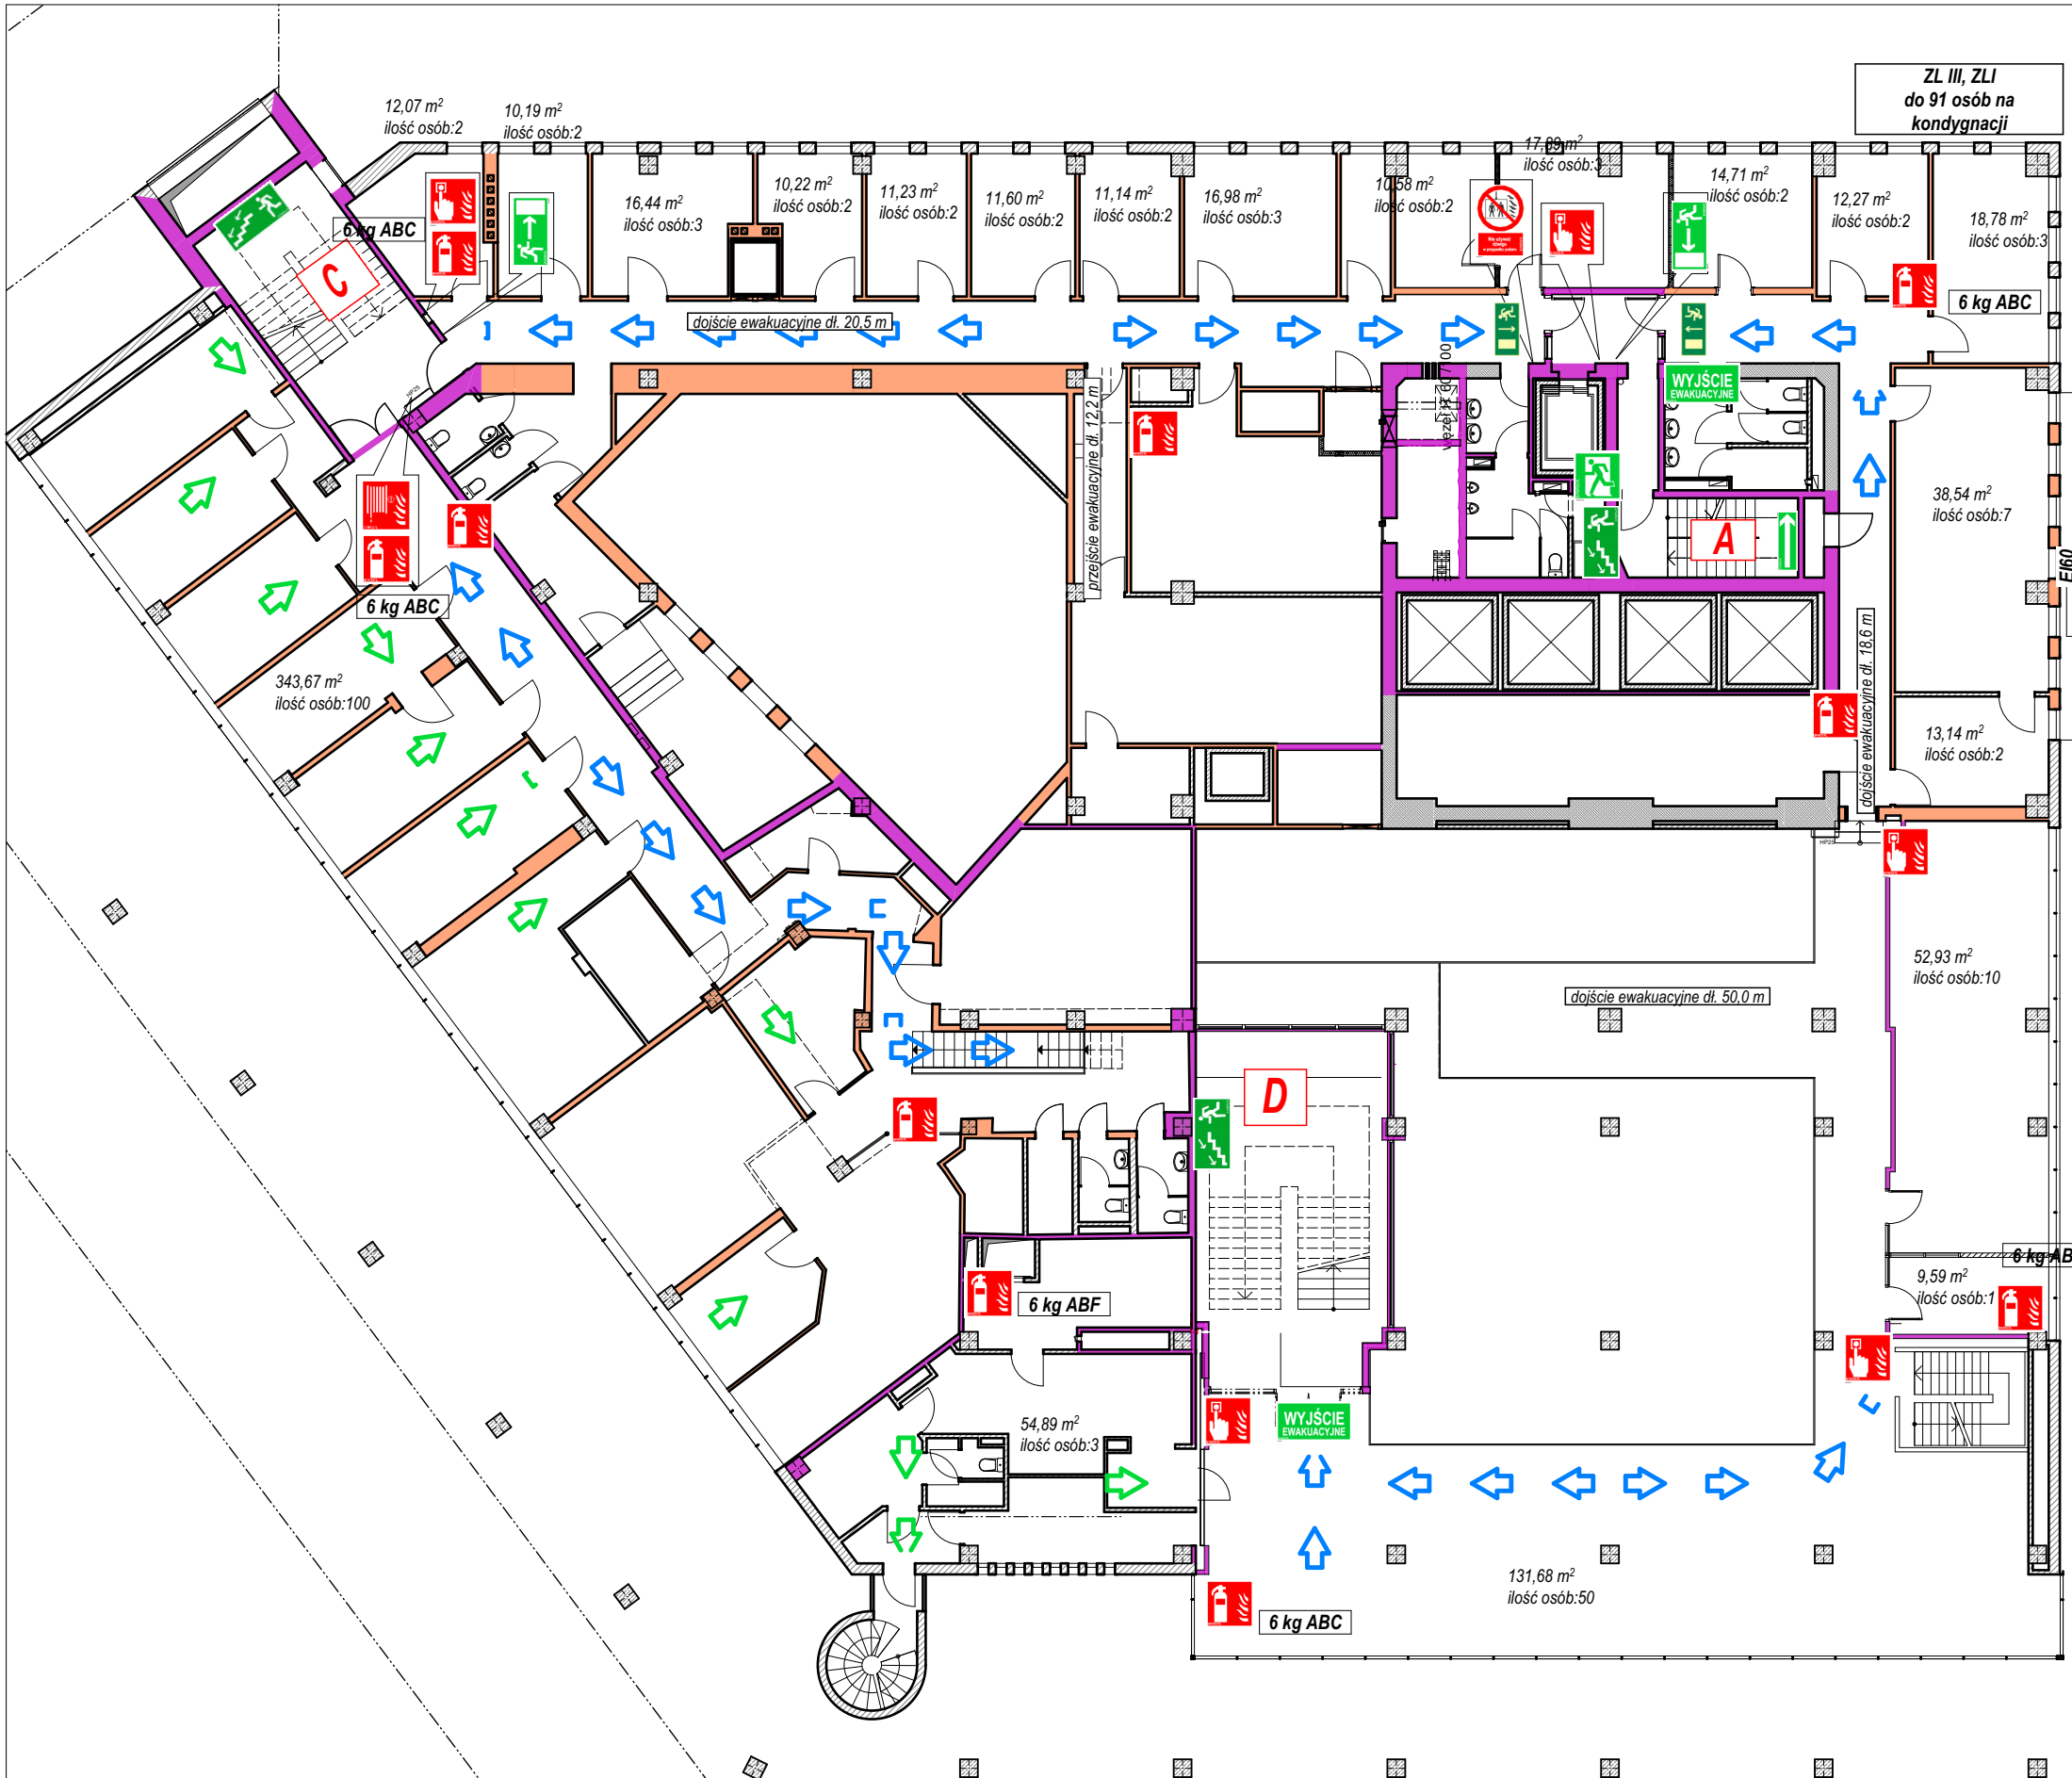 ZL III, ZLI
do 91 osób na
kondygnacji
12,07 m²
ilość osób:2
10,19 m²
ilość osób:2
16,44 m²
ilość osób:3
10,22 m²
ilość osób:2
11,23 m²
ilość osób:2
11,60 m²
ilość osób:2
11,14 m²
ilość osób:2
16,98 m²
ilość osób:3
10,58 m²
ilość osób:2
17,89 m²
ilość osób:3
14,71 m²
ilość osób:2
12,27 m²
ilość osób:2
18,78 m²
ilość osób:3
6 kg ABC
6 kg ABC
C
dojście ewakuacyjne dł. 20,5 m
WYJŚCIE
EWAKUACYJNE
HP25
przejście ewakuacyjne dł. 12,2 m
A
38,54 m²
ilość osób:7
EI60
6 kg ABC
343,67 m²
ilość osób:100
dojście ewakuacyjne dł. 18,6 m
13,14 m²
ilość osób:2
HP25
52,93 m²
ilość osób:10
dojście ewakuacyjne dł. 50,0 m
D
6 kg AB
9,59 m²
ilość osób:1
6 kg ABF
WYJŚCIE
EWAKUACYJNE
54,89 m²
ilość osób:3
131,68 m²
ilość osób:50
6 kg ABC